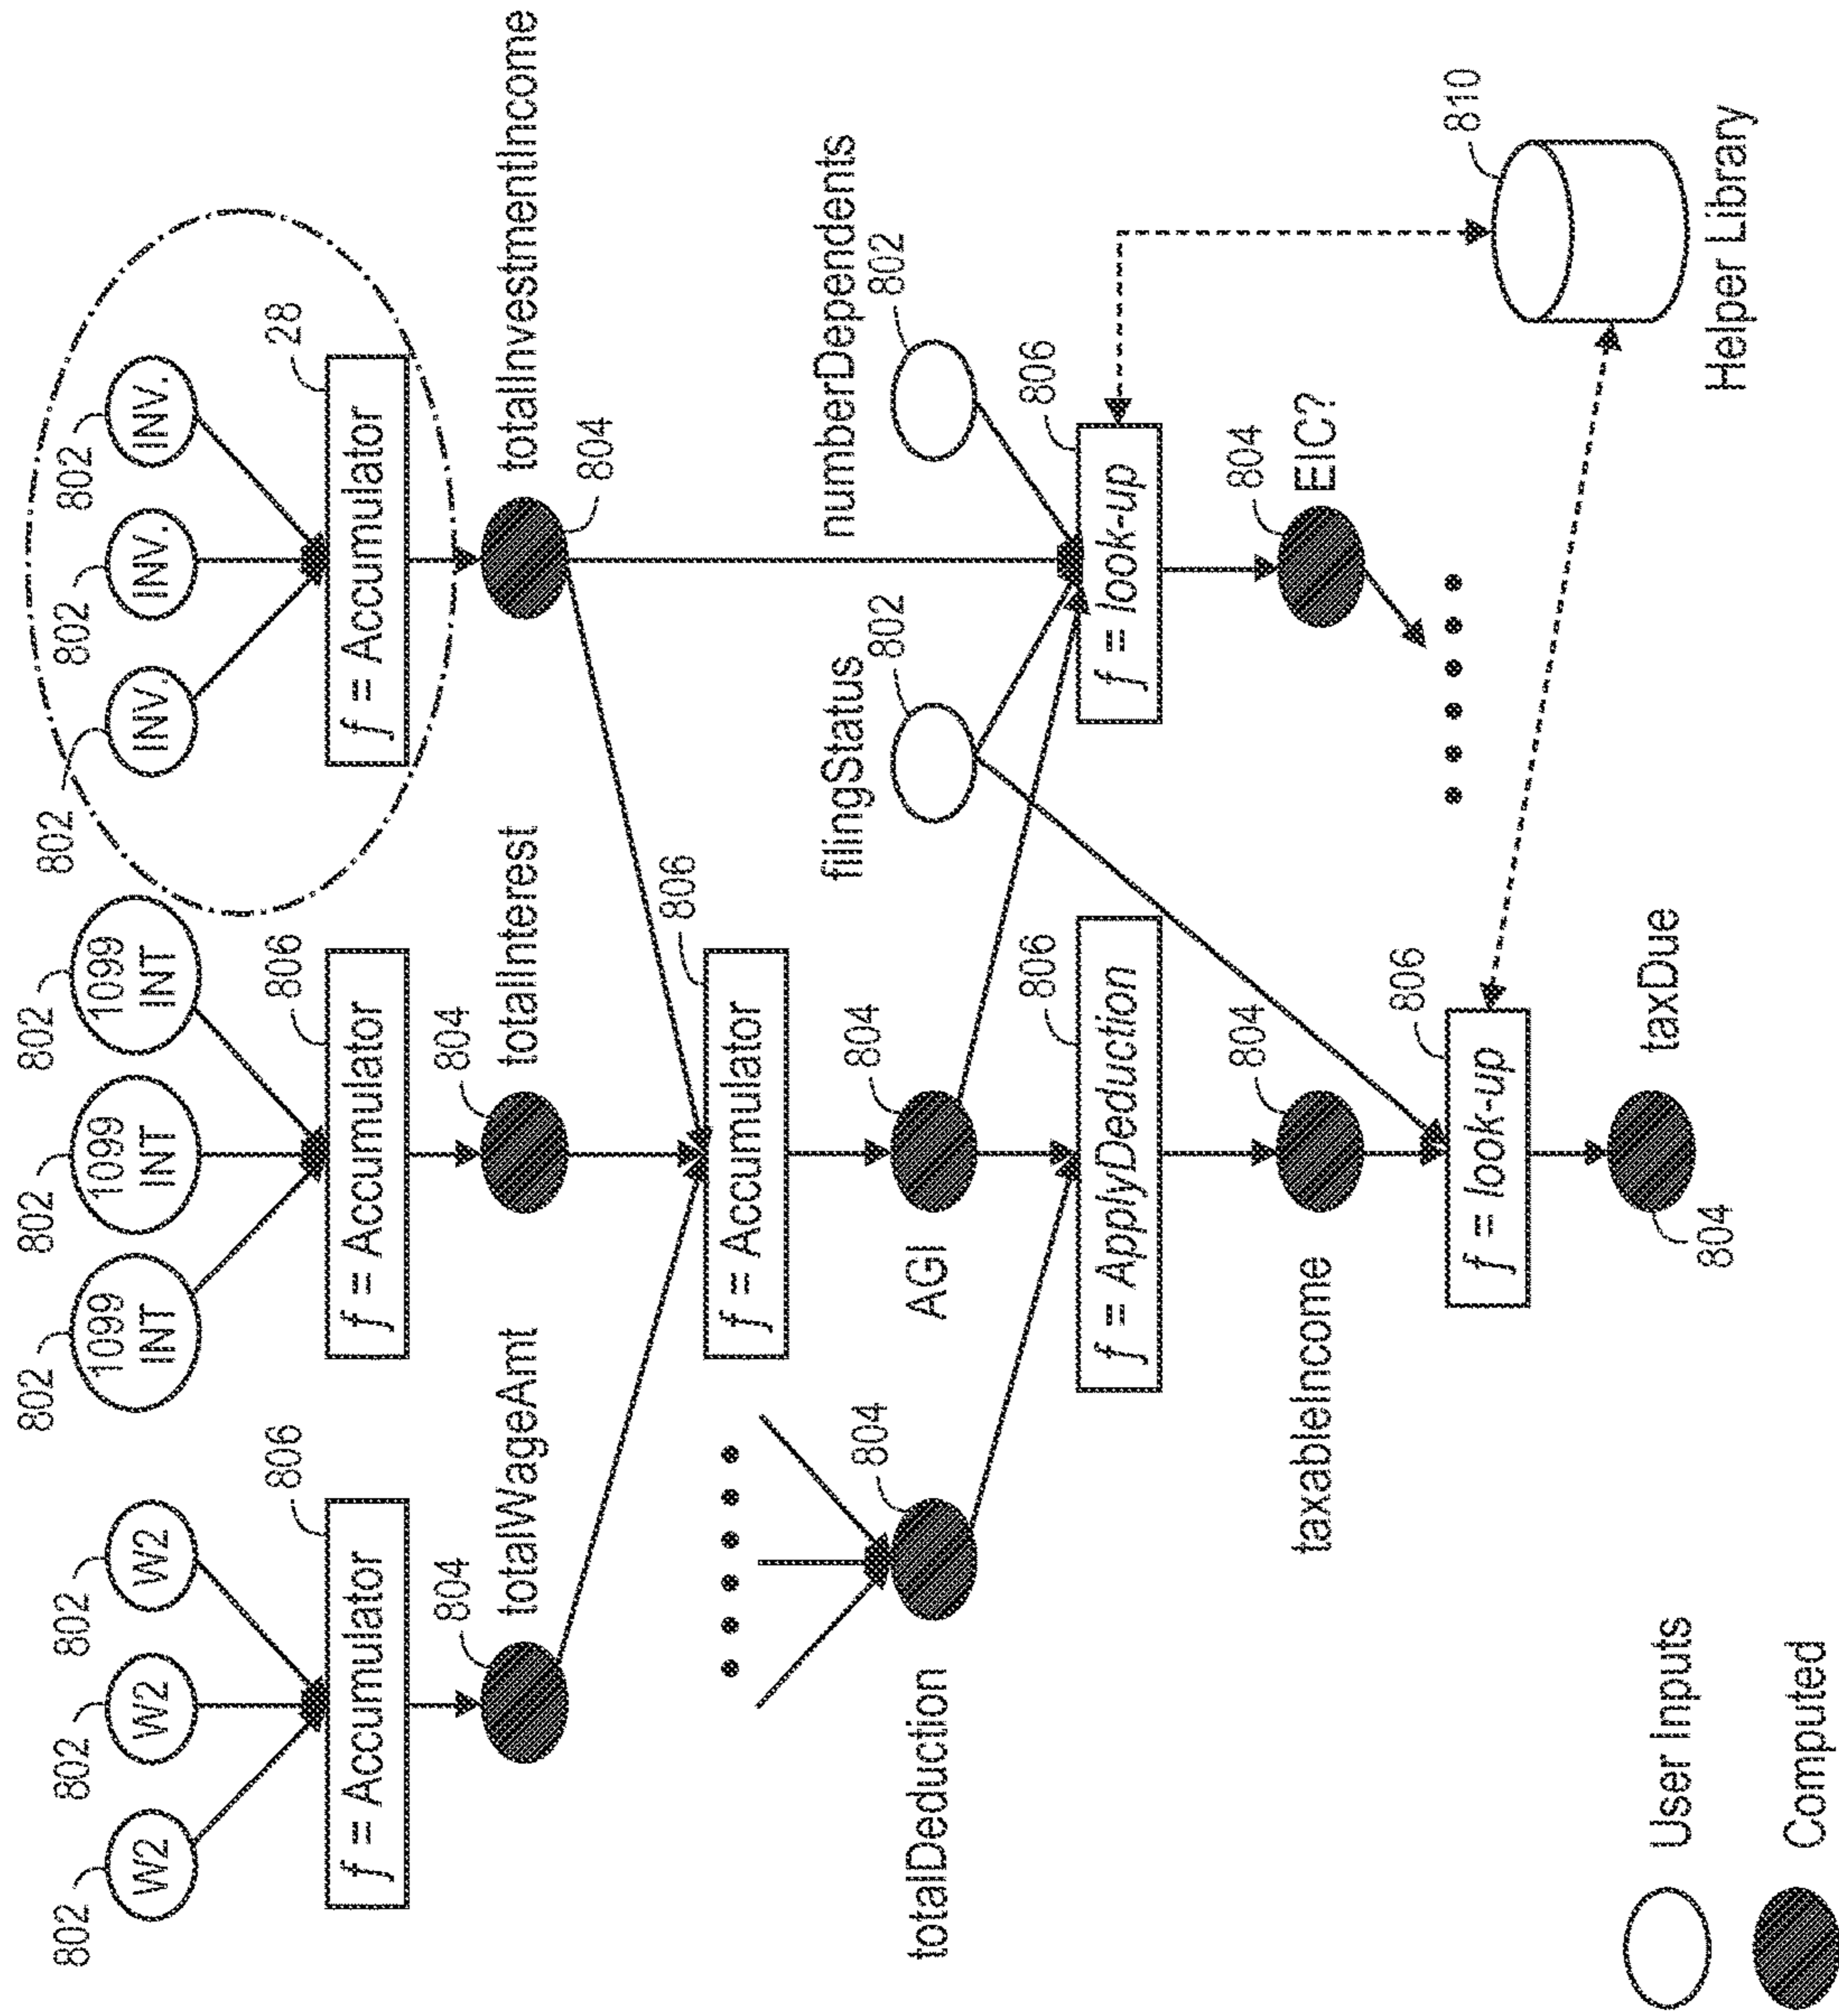 802
802
802
802
802
802
802
802
802
W2
W2
W2
1099
INT
1099
INT
1099
INT
INV.
INV.
INV.
806
806
28
f = Accumulator
f = Accumulator
f = Accumulator
804
totalWageAmt
804
totalInterest
totalInvestmentIncome
804
806
f = Accumulator
totalDeduction
804
AGI
804
filingStatus
802
numberDependents
802
806
f = ApplyDeduction
806
f = look-up
taxableIncome
804
804
EIC?
806
f = look-up
810
Helper Library
804
taxDue
User Inputs
Computed